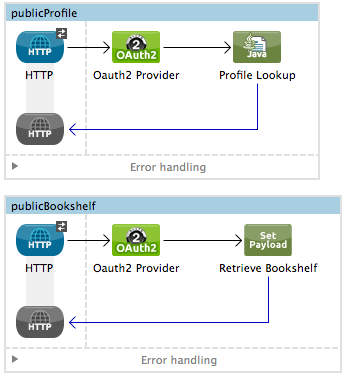 publicProfile
HTTP
2
OAuth2
Java
HTTP
Oauth2 Provider
Profile Lookup
HTTP
Error handling
publicBookshelf
HTTP
2
OAuth2
Set
Payload
HTTP
Oauth2 Provider
Retrieve Bookshelf
HTTP
Error handling